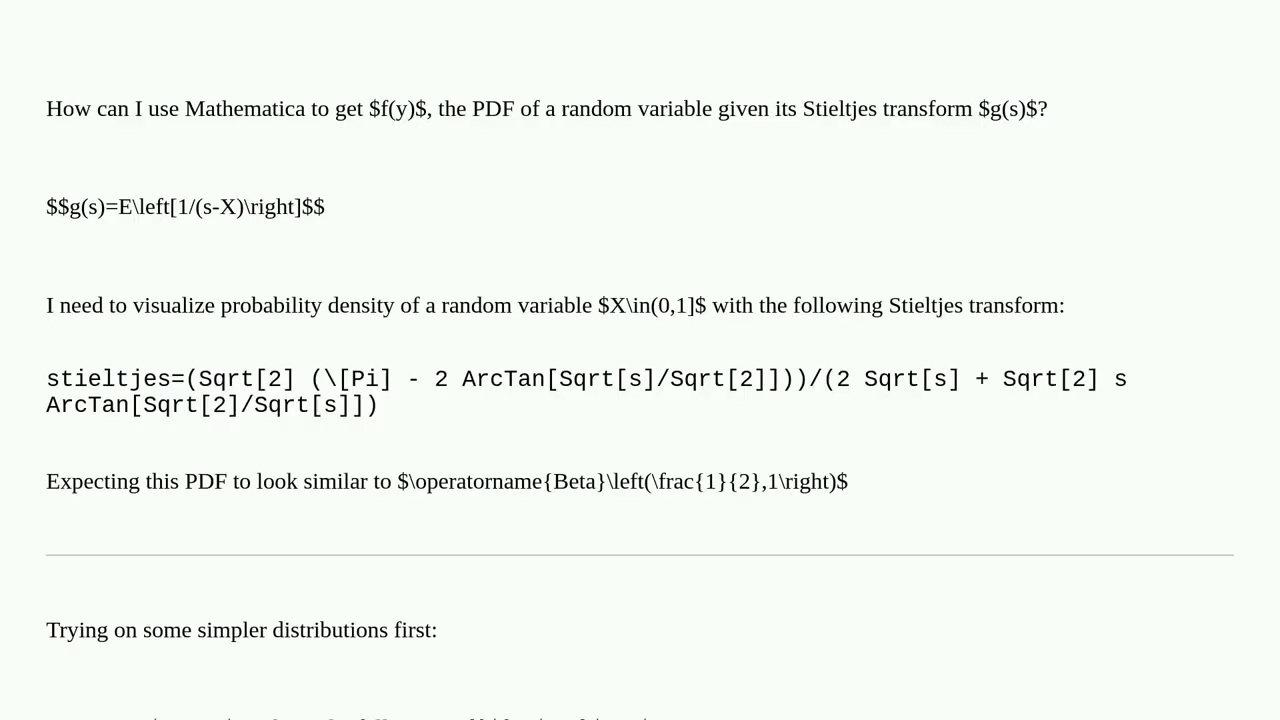 How can I use Mathematica to get $f(y)$, the PDF of a random variable given its Stieltjes transform $g(s)$?
$$g(s)=E\left[1/(s-X)\right]$$
I need to visualize probability density of a random variable $X\in(0,1]$ with the following Stieltjes transform:
stieltjes=(Sqrt[2] (\[Pi] - 2 ArcTan[Sqrt[s]/Sqrt[2]]))/(2 Sqrt[s] + Sqrt[2] s
ArcTan[Sqrt[2]/Sqrt[s]])
Expecting this PDF to look similar to $\operatorname{Beta}\left(\frac{1}{2},1\right)$
Trying on some simpler distributions first: